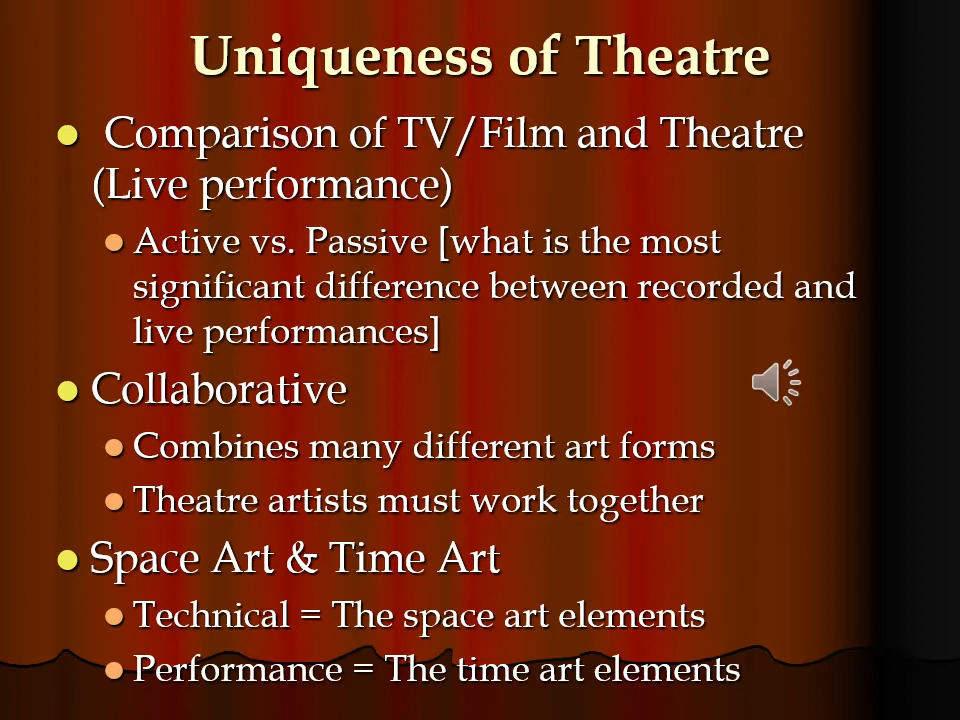 Uniqueness of Theatre
Comparison of TV/Film and Theatre
(Live performance)
Active vs. Passive [what is the most
significant difference between recorded and
live performances]
Collaborative
Combines many different art forms
Theatre artists must work together
Space Art & Time Art
Technical = The space art elements
Performance = The time art elements